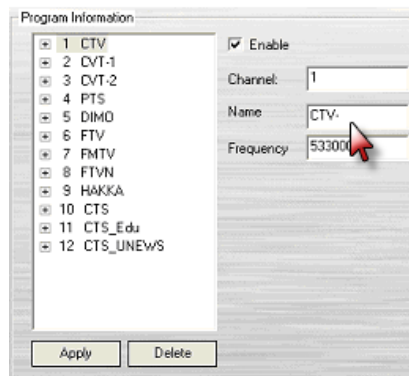 Program Information
1 CTV
2 CVT-1
3 CVT-2
4 PTS
5 DIMO
6 FTV
7 FMTV
8 FTVN
9 HAKKA
10 CTS
11 CTS_Edu
12 CTS_UNEWS
Apply
Delete
Enable
Channel: 1
Name CTV-
Frequency 533000